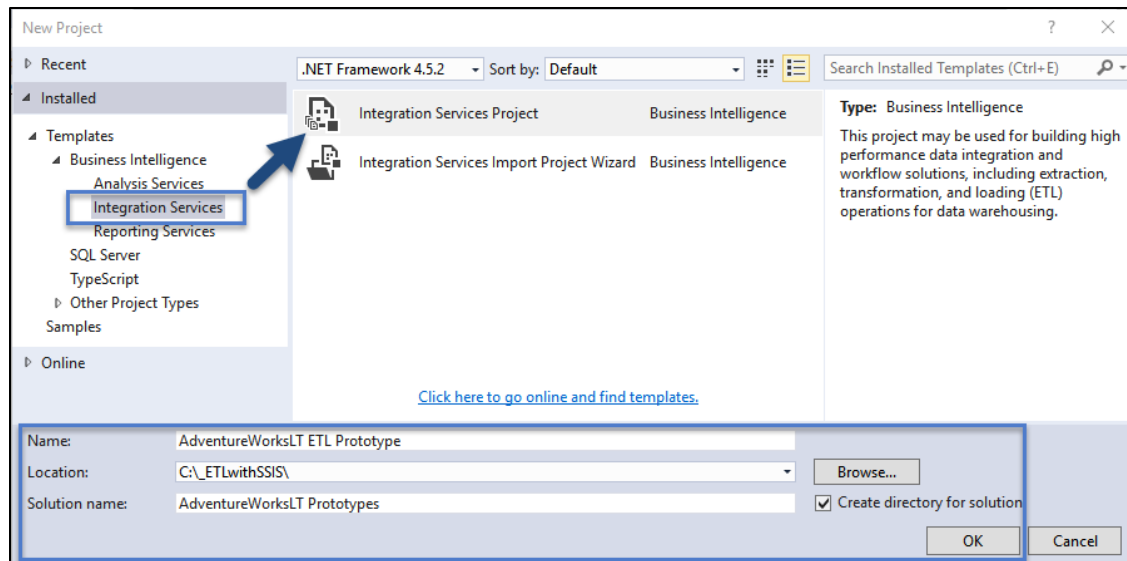 New Project
?
Recent
.NET Framework 4.5.2
Sort by: Default
Search Installed Templates (Ctrl+E)
Installed
Templates
Business Intelligence
Analysis Services
Integration Services
Reporting Services
SQL Server
TypeScript
Other Project Types
Samples
Online
Integration Services Project Business Intelligence
Integration Services Import Project Wizard Business Intelligence
Click here to go online and find templates.
Type: Business Intelligence
This project may be used for building high
performance data integration and
workflow solutions, including extraction,
transformation, and loading (ETL)
operations for data warehousing.
Name: AdventureWorksLT ETL Prototype
Location: C:\_ETLwithSSIS\
Browse...
Solution name: AdventureWorksLT Prototypes
Create directory for solution
OK
Cancel